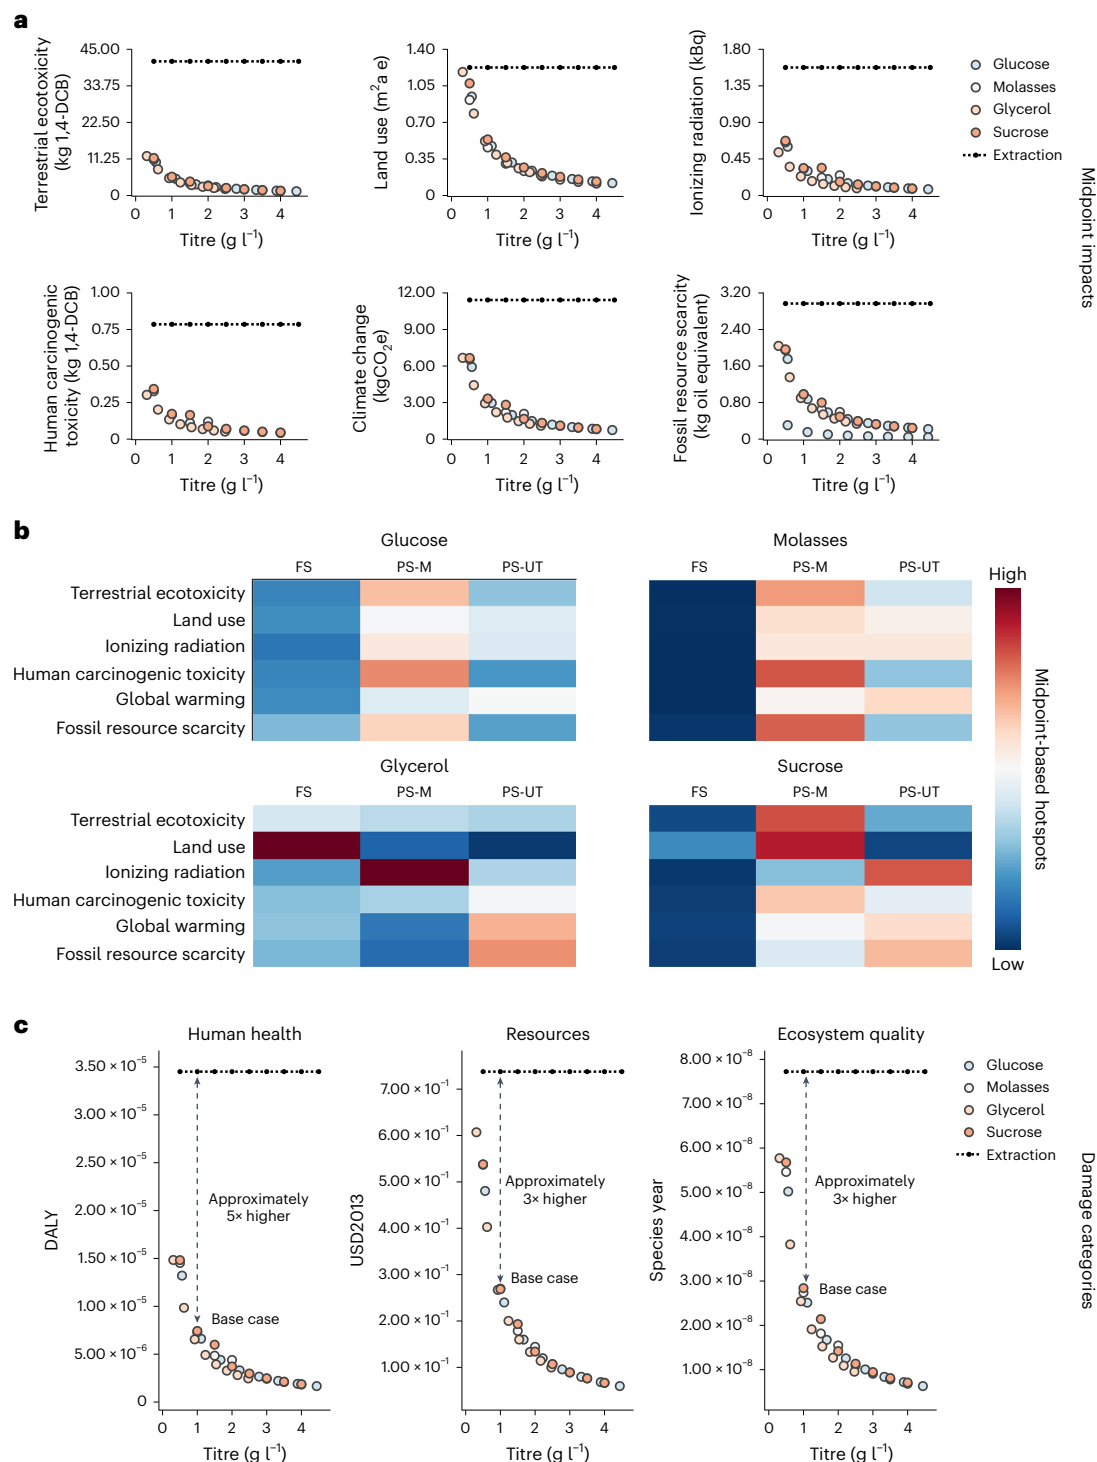 a
Terrestrial ecotoxicity
(kg 1,4-DCB)
45.00
33.75
22.50
11.25
0
0 1 2 3 4
Titre (g l⁻¹)
Land use (m²a e)
1.40
1.05
0.70
0.35
0
0 1 2 3 4
Titre (g l⁻¹)
Ionizing radiation (kBq)
1.80
1.35
0.90
0.45
0
0 1 2 3 4
Titre (g l⁻¹)
Glucose
Molasses
Glycerol
Sucrose
Extraction
Midpoint impacts
Human carcinogenic
toxicity (kg 1,4-DCB)
1.00
0.75
0.50
0.25
0
0 1 2 3 4
Titre (g l⁻¹)
Climate change
(kgCO₂e)
12.00
9.00
6.00
3.00
0
0 1 2 3 4
Titre (g l⁻¹)
Fossil resource scarcity
(kg oil equivalent)
3.20
2.40
1.60
0.80
0
0 1 2 3 4
Titre (g l⁻¹)
b
Glucose
FS PS-M PS-UT
Terrestrial ecotoxicity
Land use
Ionizing radiation
Human carcinogenic toxicity
Global warming
Fossil resource scarcity
Molasses
FS PS-M PS-UT
Glycerol
FS PS-M PS-UT
Terrestrial ecotoxicity
Land use
Ionizing radiation
Human carcinogenic toxicity
Global warming
Fossil resource scarcity
Sucrose
FS PS-M PS-UT
High
Midpoint-based hotspots
Low
c
Human health
DALY
3.50 × 10⁻⁵
3.00 × 10⁻⁵
2.50 × 10⁻⁵
2.00 × 10⁻⁵
1.50 × 10⁻⁵
1.00 × 10⁻⁵
5.00 × 10⁻⁶
0
Approximately
5× higher
Base case
0 1 2 3 4
Titre (g l⁻¹)
Resources
USD2013
7.00 × 10⁻¹
6.00 × 10⁻¹
5.00 × 10⁻¹
4.00 × 10⁻¹
3.00 × 10⁻¹
2.00 × 10⁻¹
1.00 × 10⁻¹
Approximately
3× higher
Base case
0 1 2 3 4
Titre (g l⁻¹)
Ecosystem quality
Species year
8.00 × 10⁻⁸
7.00 × 10⁻⁸
6.00 × 10⁻⁸
5.00 × 10⁻⁸
4.00 × 10⁻⁸
3.00 × 10⁻⁸
2.00 × 10⁻⁸
1.00 × 10⁻⁸
Approximately
3× higher
Base case
0 1 2 3 4
Titre (g l⁻¹)
Glucose
Molasses
Glycerol
Sucrose
Extraction
Damage categories